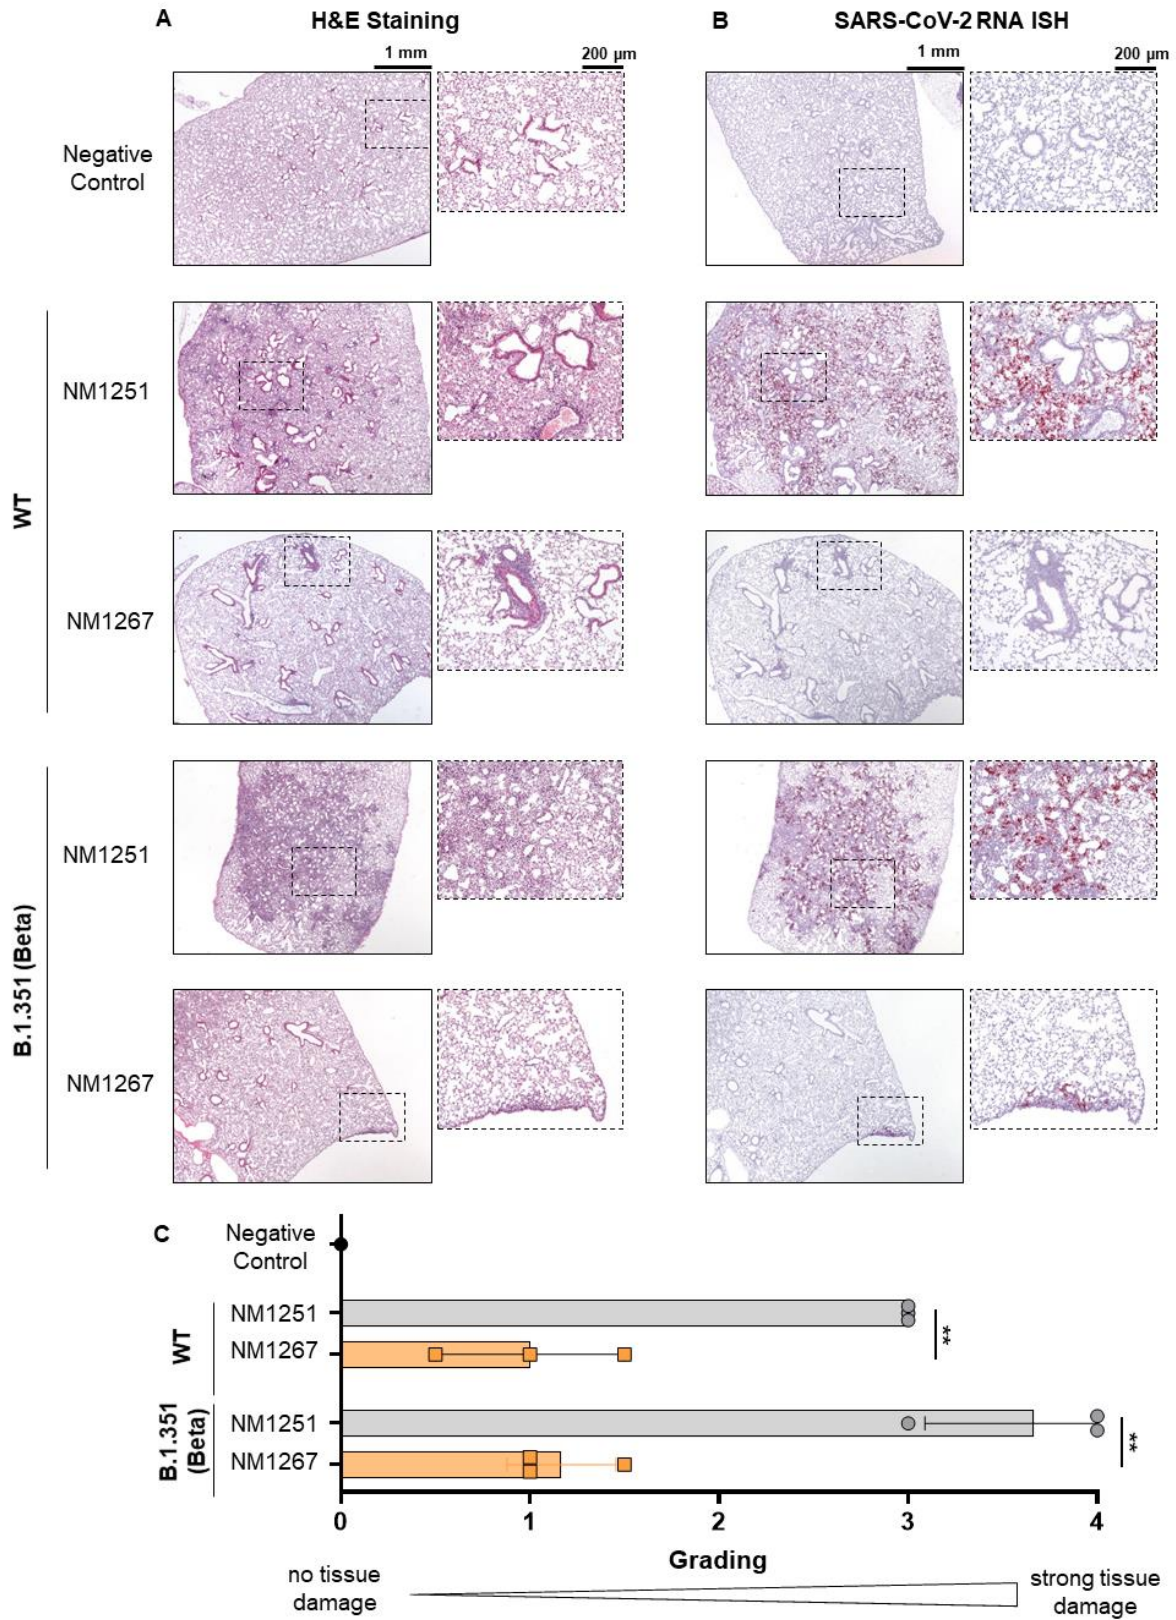 A
H&E Staining
1 mm
200 µm
B
SARS-CoV-2 RNA ISH
1 mm
200 µm
Negative
Control
WT
NM1251
NM1267
B.1.351 (Beta)
NM1251
NM1267
C
Negative
Control
WT
NM1251
NM1267
**
B.1.351
(Beta)
NM1251
NM1267
**
0
1
2
3
4
Grading
no tissue
damage
strong tissue
damage